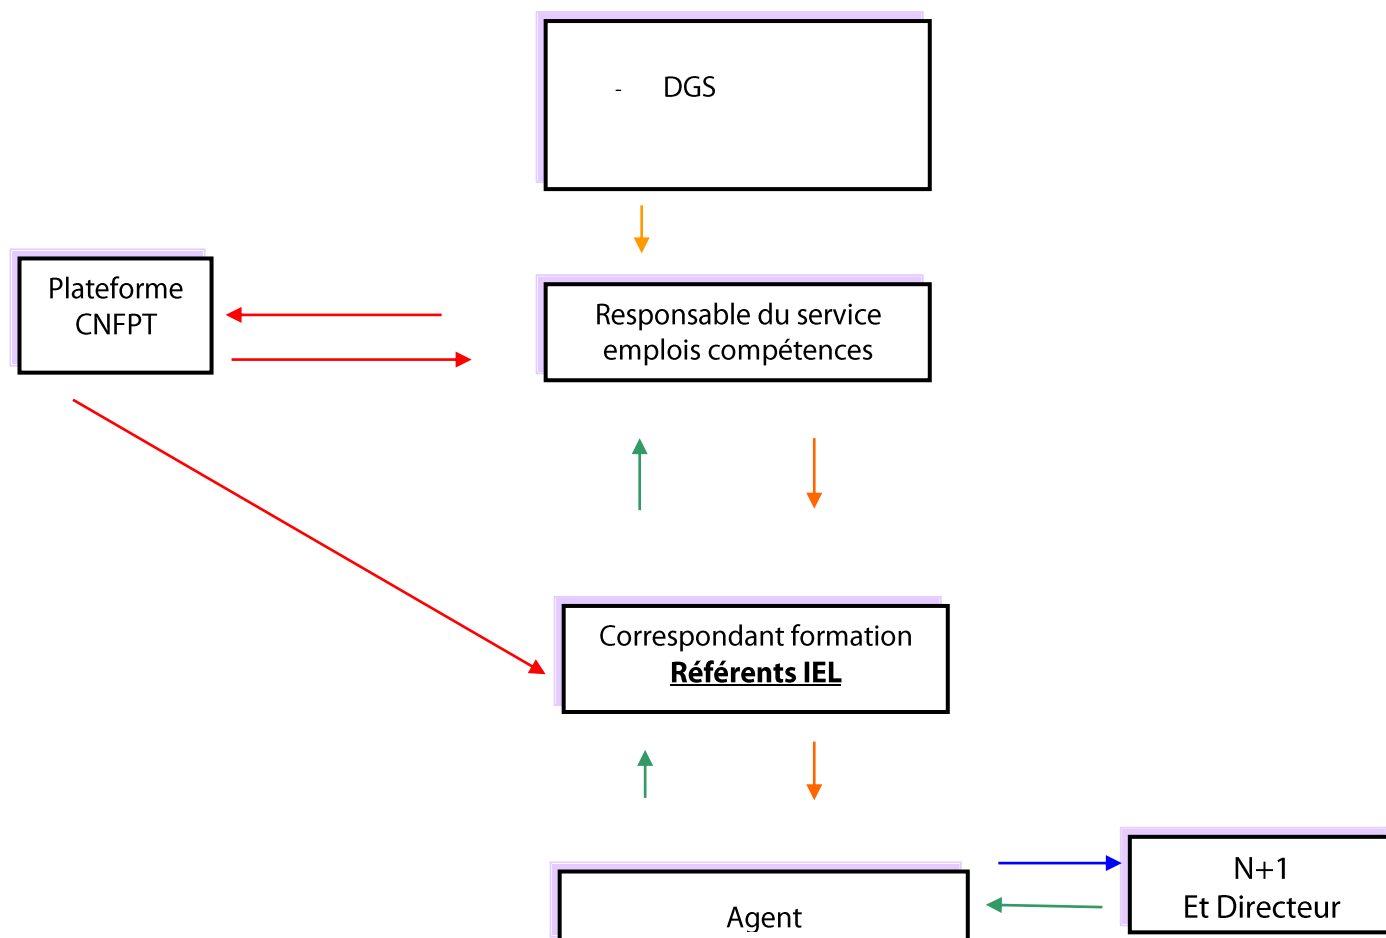 - DGS
Plateforme
CNFPT
Responsable du service
emplois compétences
Correspondant formation
Référents IEL
N+1
Et Directeur
Agent